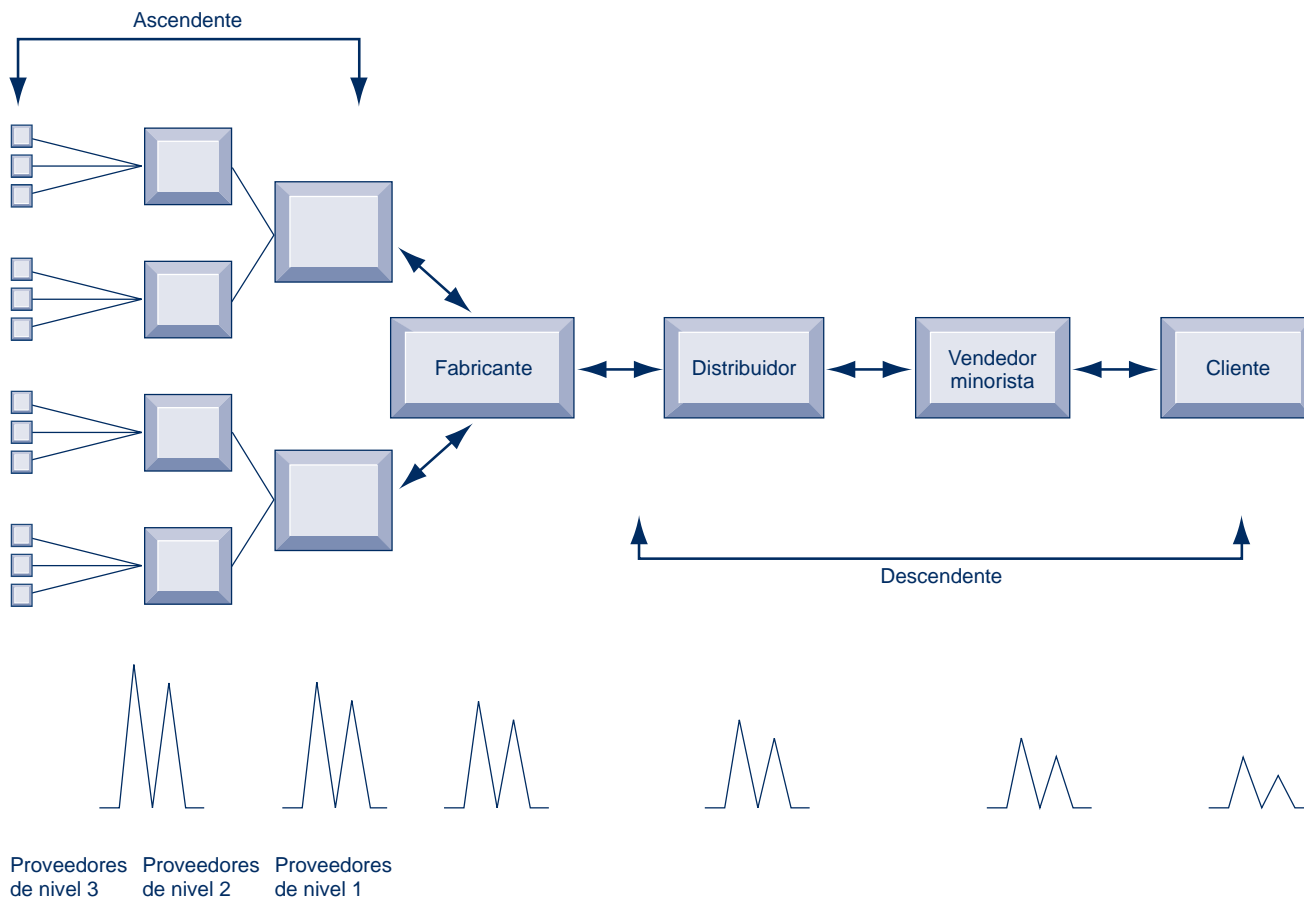 Ascendente
Fabricante
Distribuidor
Vendedor
minorista
Cliente
Descendente
Proveedores
de nivel 3
Proveedores
de nivel 2
Proveedores
de nivel 1